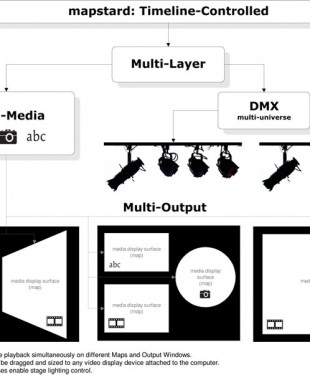 mapstard: Timeline-Controlled
Multi-Layer
-Media
abc
DMX
multi-universe
Multi-Output
media display
surface
(map)
media display surface
(map)
abc
media display surface
(map)
media
display
surface
(map)
media display
(map)
playback simultaneously on different Maps and Output Windows.
be dragged and sized to any video display device attached to the computer.
enable stage lighting control.